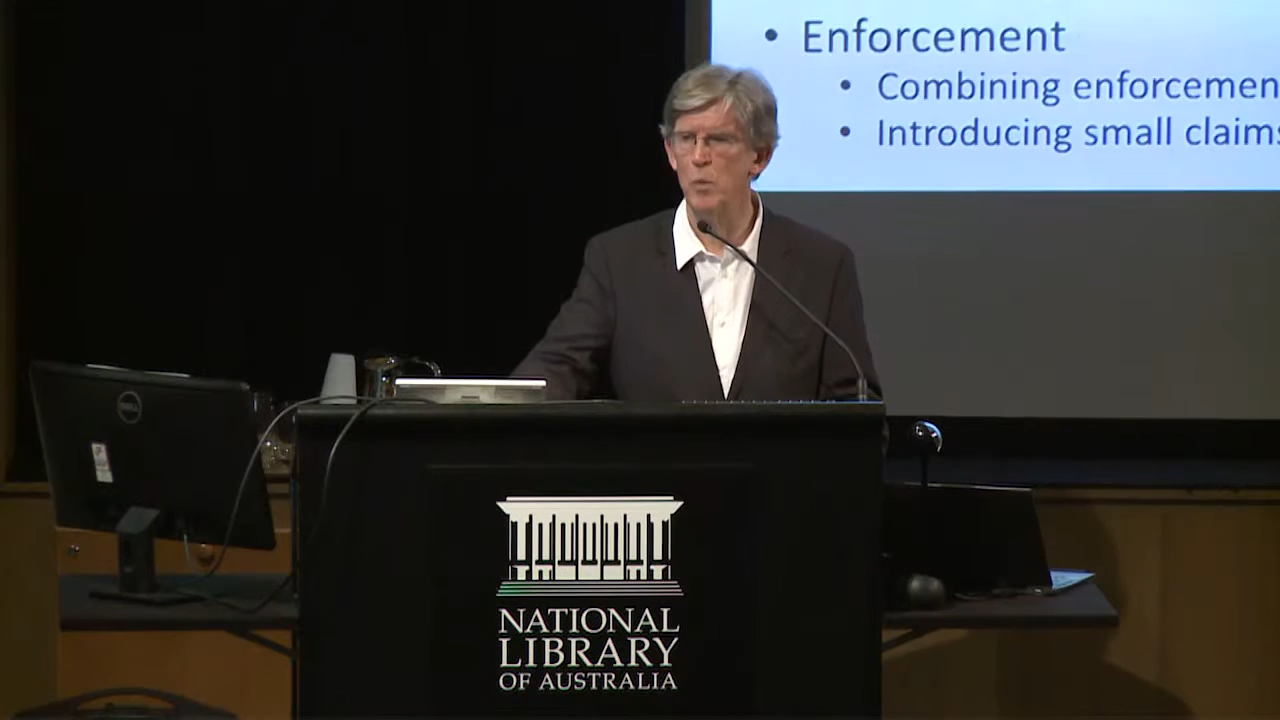 • Enforcement
• Combining enforcemen
• Introducing small claims
DELL
NATIONAL
LIBRARY
OF AUSTRALIA